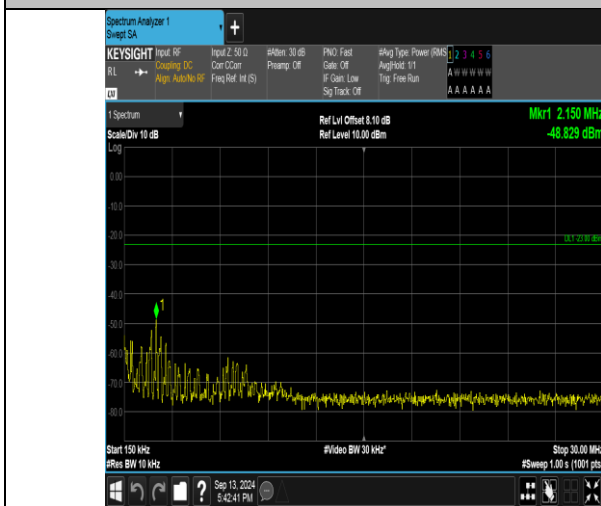 Spectrum Analyzer 1
Swept SA
+
KEYSIGHT
RL
Input: RF
Coupling: DC
Align: Auto/No RF
Input Z: 50 Ω
Corr CCorr
Freq Ref: Int (S)
#Atten: 30 dB
Preamp: Off
PNO: Fast
Gate: Off
IF Gain: Low
Sig Track: Off
#Avg Type: Power (RMS
Avg|Hold: 1/1
Trig: Free Run
1 2 3 4 5 6
A W W W W W
A A A A A A
1 Spectrum
Scale/Div 10 dB
Log
Ref Lvl Offset 8.10 dB
Ref Level 10.00 dBm
Mkr1 2.150 MHz
-48.829 dBm
0.00
-10.0
-20.0
DL1 -23.00 dBm
-30.0
-40.0
1
-50.0
-60.0
-70.0
-80.0
Start 150 kHz
#Res BW 10 kHz
#Video BW 30 kHz*
Stop 30.00 MHz
#Sweep 1.00 s (1001 pts)
?
Sep 13, 2024
5:42:41 PM